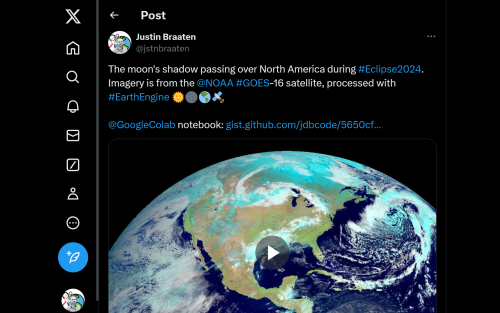 Post
Justin Braaten
@jstnbraaten
The moon's shadow passing over North America during #Eclipse2024.
Imagery is from the @NOAA #GOES-16 satellite, processed with
#EarthEngine 🌞🌑🌎🛰️
@GoogleColab notebook: gist.github.com/jdbcode/5650cf...